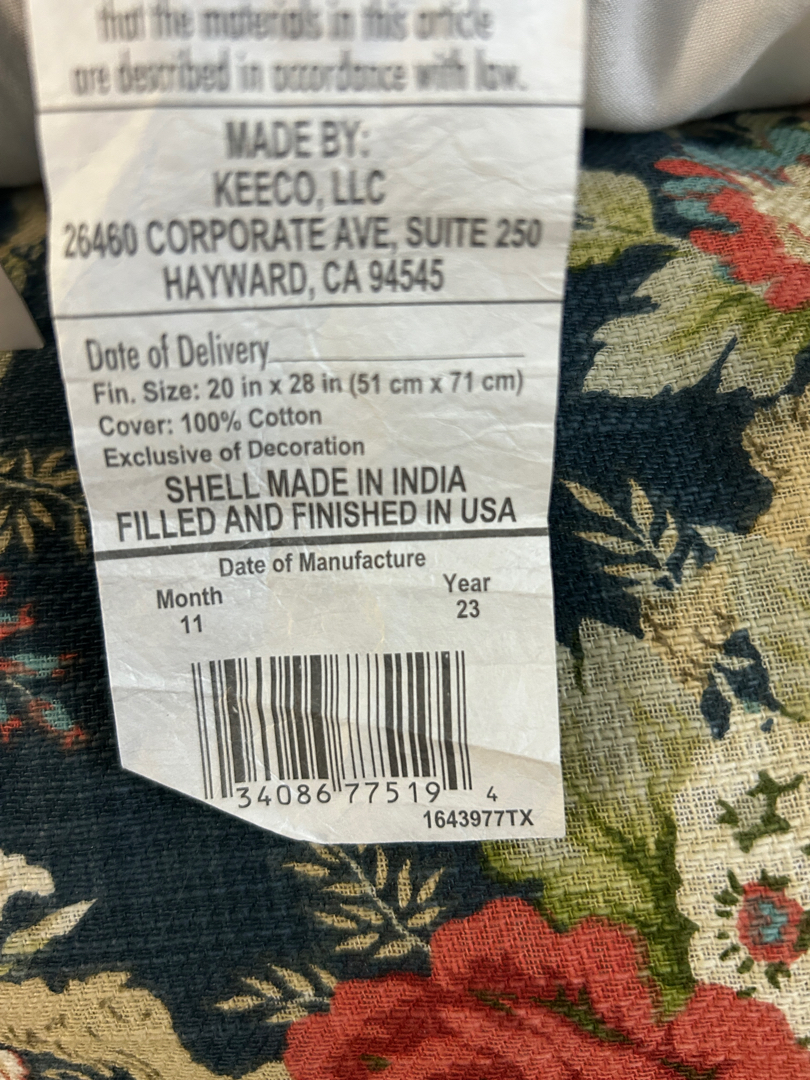 that the materials in this article
are described in accordance with law.
MADE BY:
KEECO, LLC
26460 CORPORATE AVE, SUITE 250
HAYWARD, CA 94545
Date of Delivery
Fin. Size: 20 in x 28 in (51 cm x 71 cm)
Cover: 100% Cotton
Exclusive of Decoration
SHELL MADE IN INDIA
FILLED AND FINISHED IN USA
Date of Manufacture
Month Year
11 23
34086 77519 4
1643977TX